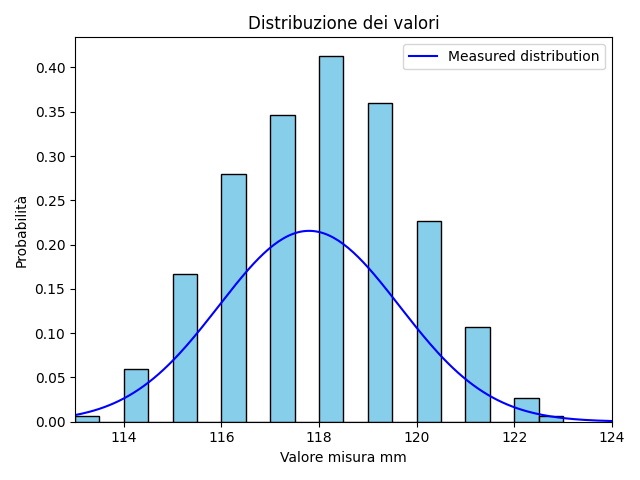 Distribuzione dei valori
Measured distribution
0.40
0.35
0.30
0.25
0.20
0.15
0.10
0.05
0.00
Probabilità
114 116 118 120 122 124
Valore misura mm